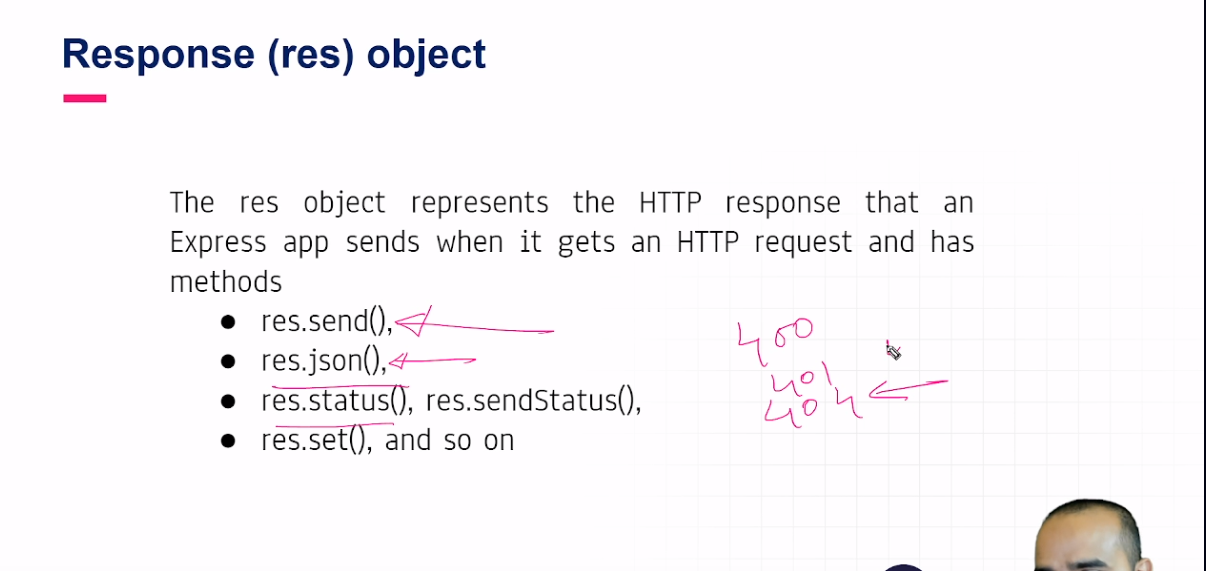 Response (res) object
The res object represents the HTTP response that an
Express app sends when it gets an HTTP request and has
methods
● res.send(),
● res.json(),
● res.status(), res.sendStatus(),
● res.set(), and so on
400
401
404